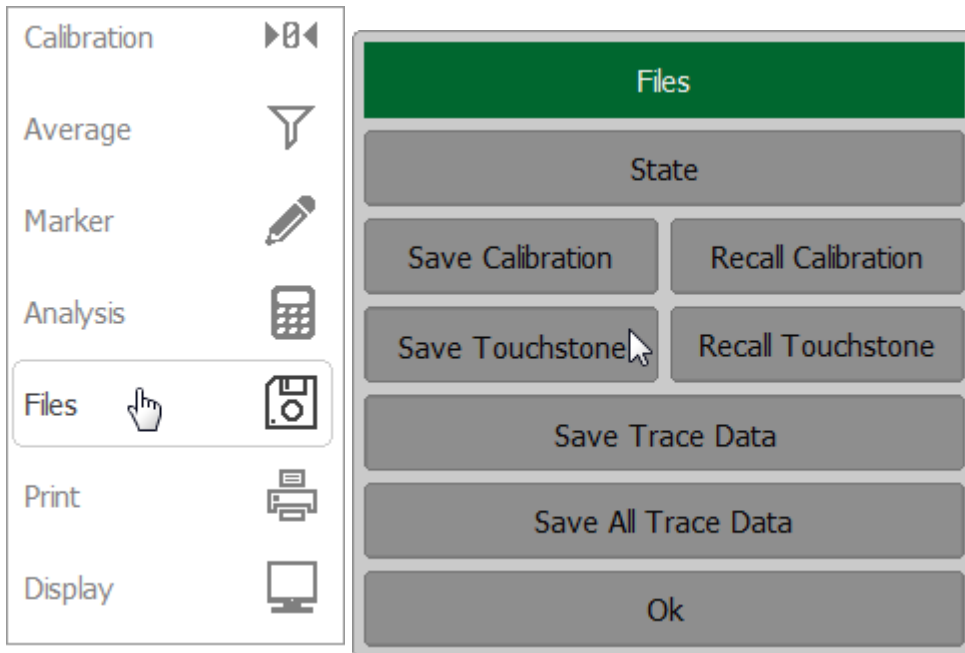 Calibration
Average
Marker
Analysis
Files
Print
Display
Files
State
Save Calibration
Recall Calibration
Save Touchstone
Recall Touchstone
Save Trace Data
Save All Trace Data
Ok